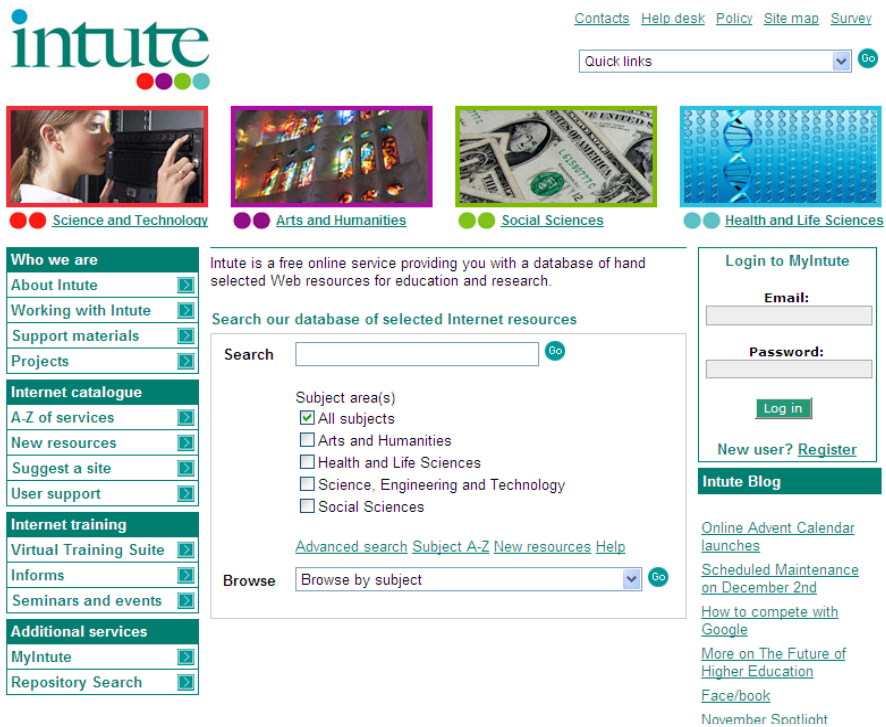 intute
Contacts Help desk Policy Site map Survey
Quick links Go
Science and Technology
Arts and Humanities
Social Sciences
Health and Life Sciences
Who we are
About Intute
Working with Intute
Support materials
Projects
Internet catalogue
A-Z of services
New resources
Suggest a site
User support
Internet training
Virtual Training Suite
Informs
Seminars and events
Additional services
MyIntute
Repository Search
Intute is a free online service providing you with a database of hand
selected Web resources for education and research.
Search our database of selected Internet resources
Search Go
Subject area(s)
All subjects
Arts and Humanities
Health and Life Sciences
Science, Engineering and Technology
Social Sciences
Advanced search Subject A-Z New resources Help
Browse Browse by subject Go
Login to MyIntute
Email:
Password:
Log in
New user? Register
Intute Blog
Online Advent Calendar
launches
Scheduled Maintenance
on December 2nd
How to compete with
Google
More on The Future of
Higher Education
Face/book
November Spotlight